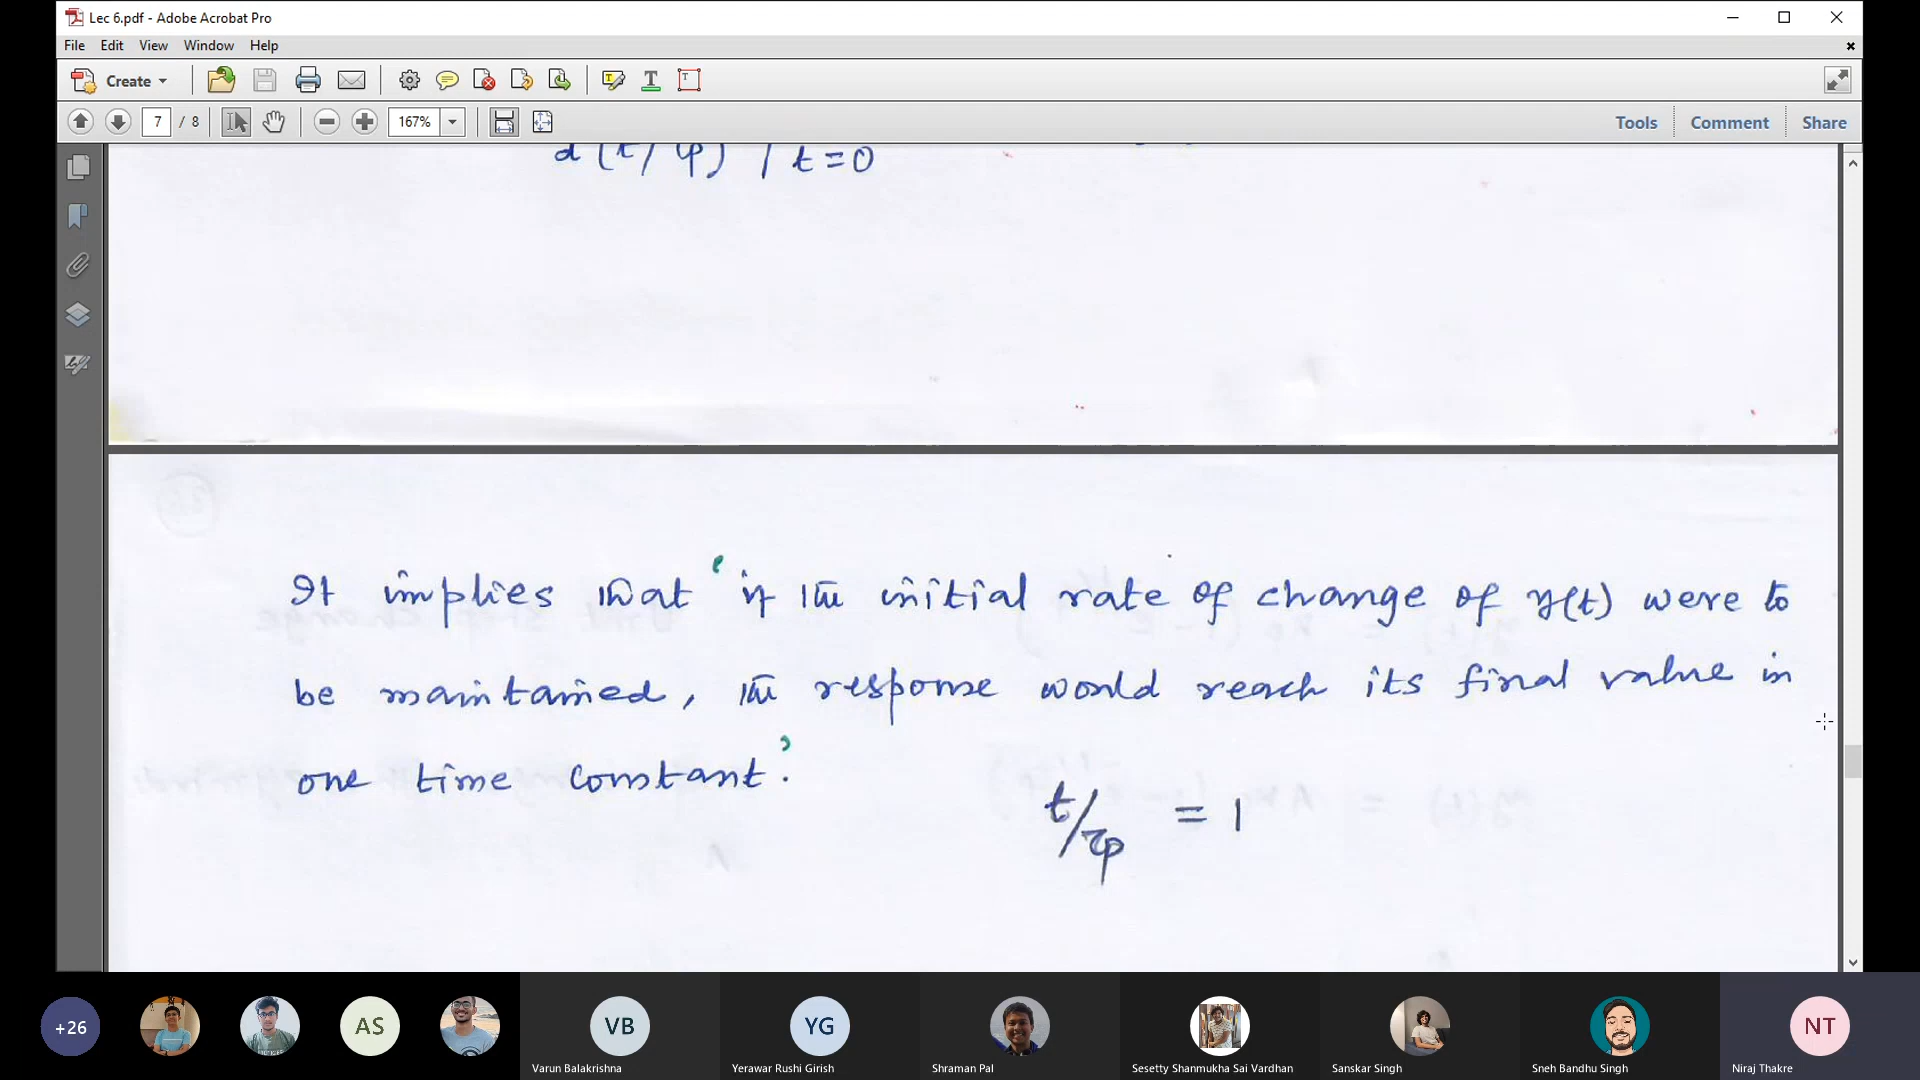 Lec 6.pdf - Adobe Acrobat Pro
File Edit View Window Help
Create
7 / 8 167% Tools Comment Share
d (t/τp) | t=0
It implies that 'if the initial rate of change of y(t) were to
be maintained, the response would reach its final value in
one time constant.'
t/τp = 1
+26 AS VB YG NT
Varun Balakrishna Yerawar Rushi Girish Shraman Pal Sesetty Shanmukha Sai Vardhan Sanskar Singh Sneh Bandhu Singh Niraj Thakre